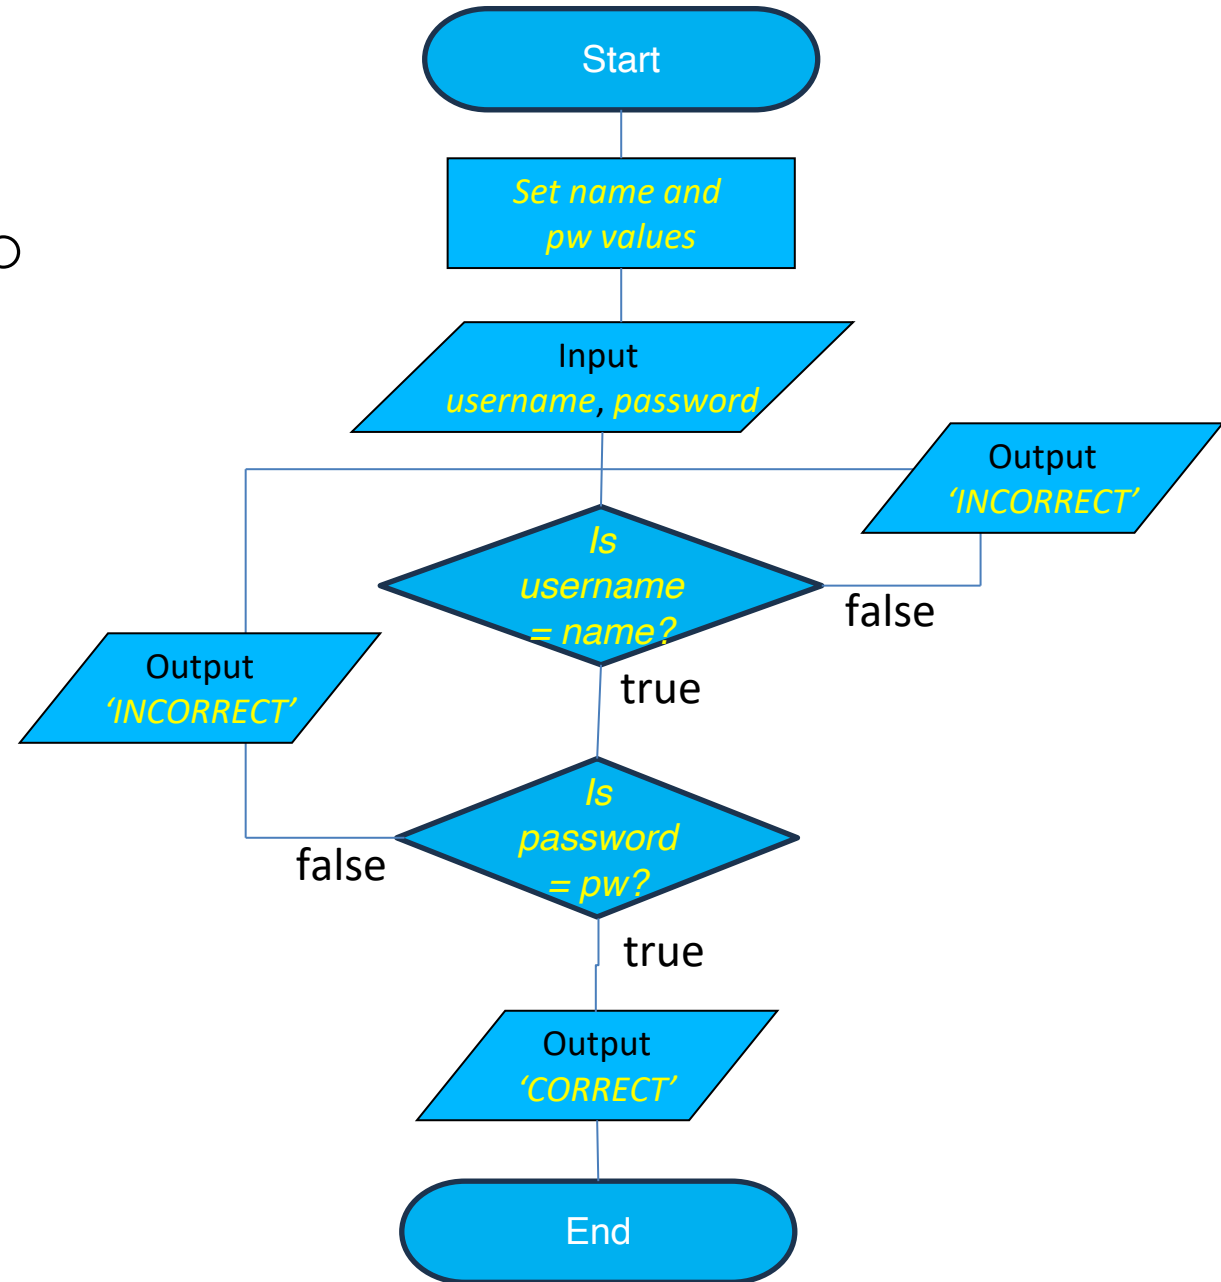 Start
Set name and
pw values
Input
username, password
Output
‘INCORRECT’
Is
username
= name?
false
true
Output
‘INCORRECT’
Is
password
= pw?
false
true
Output
‘CORRECT’
End